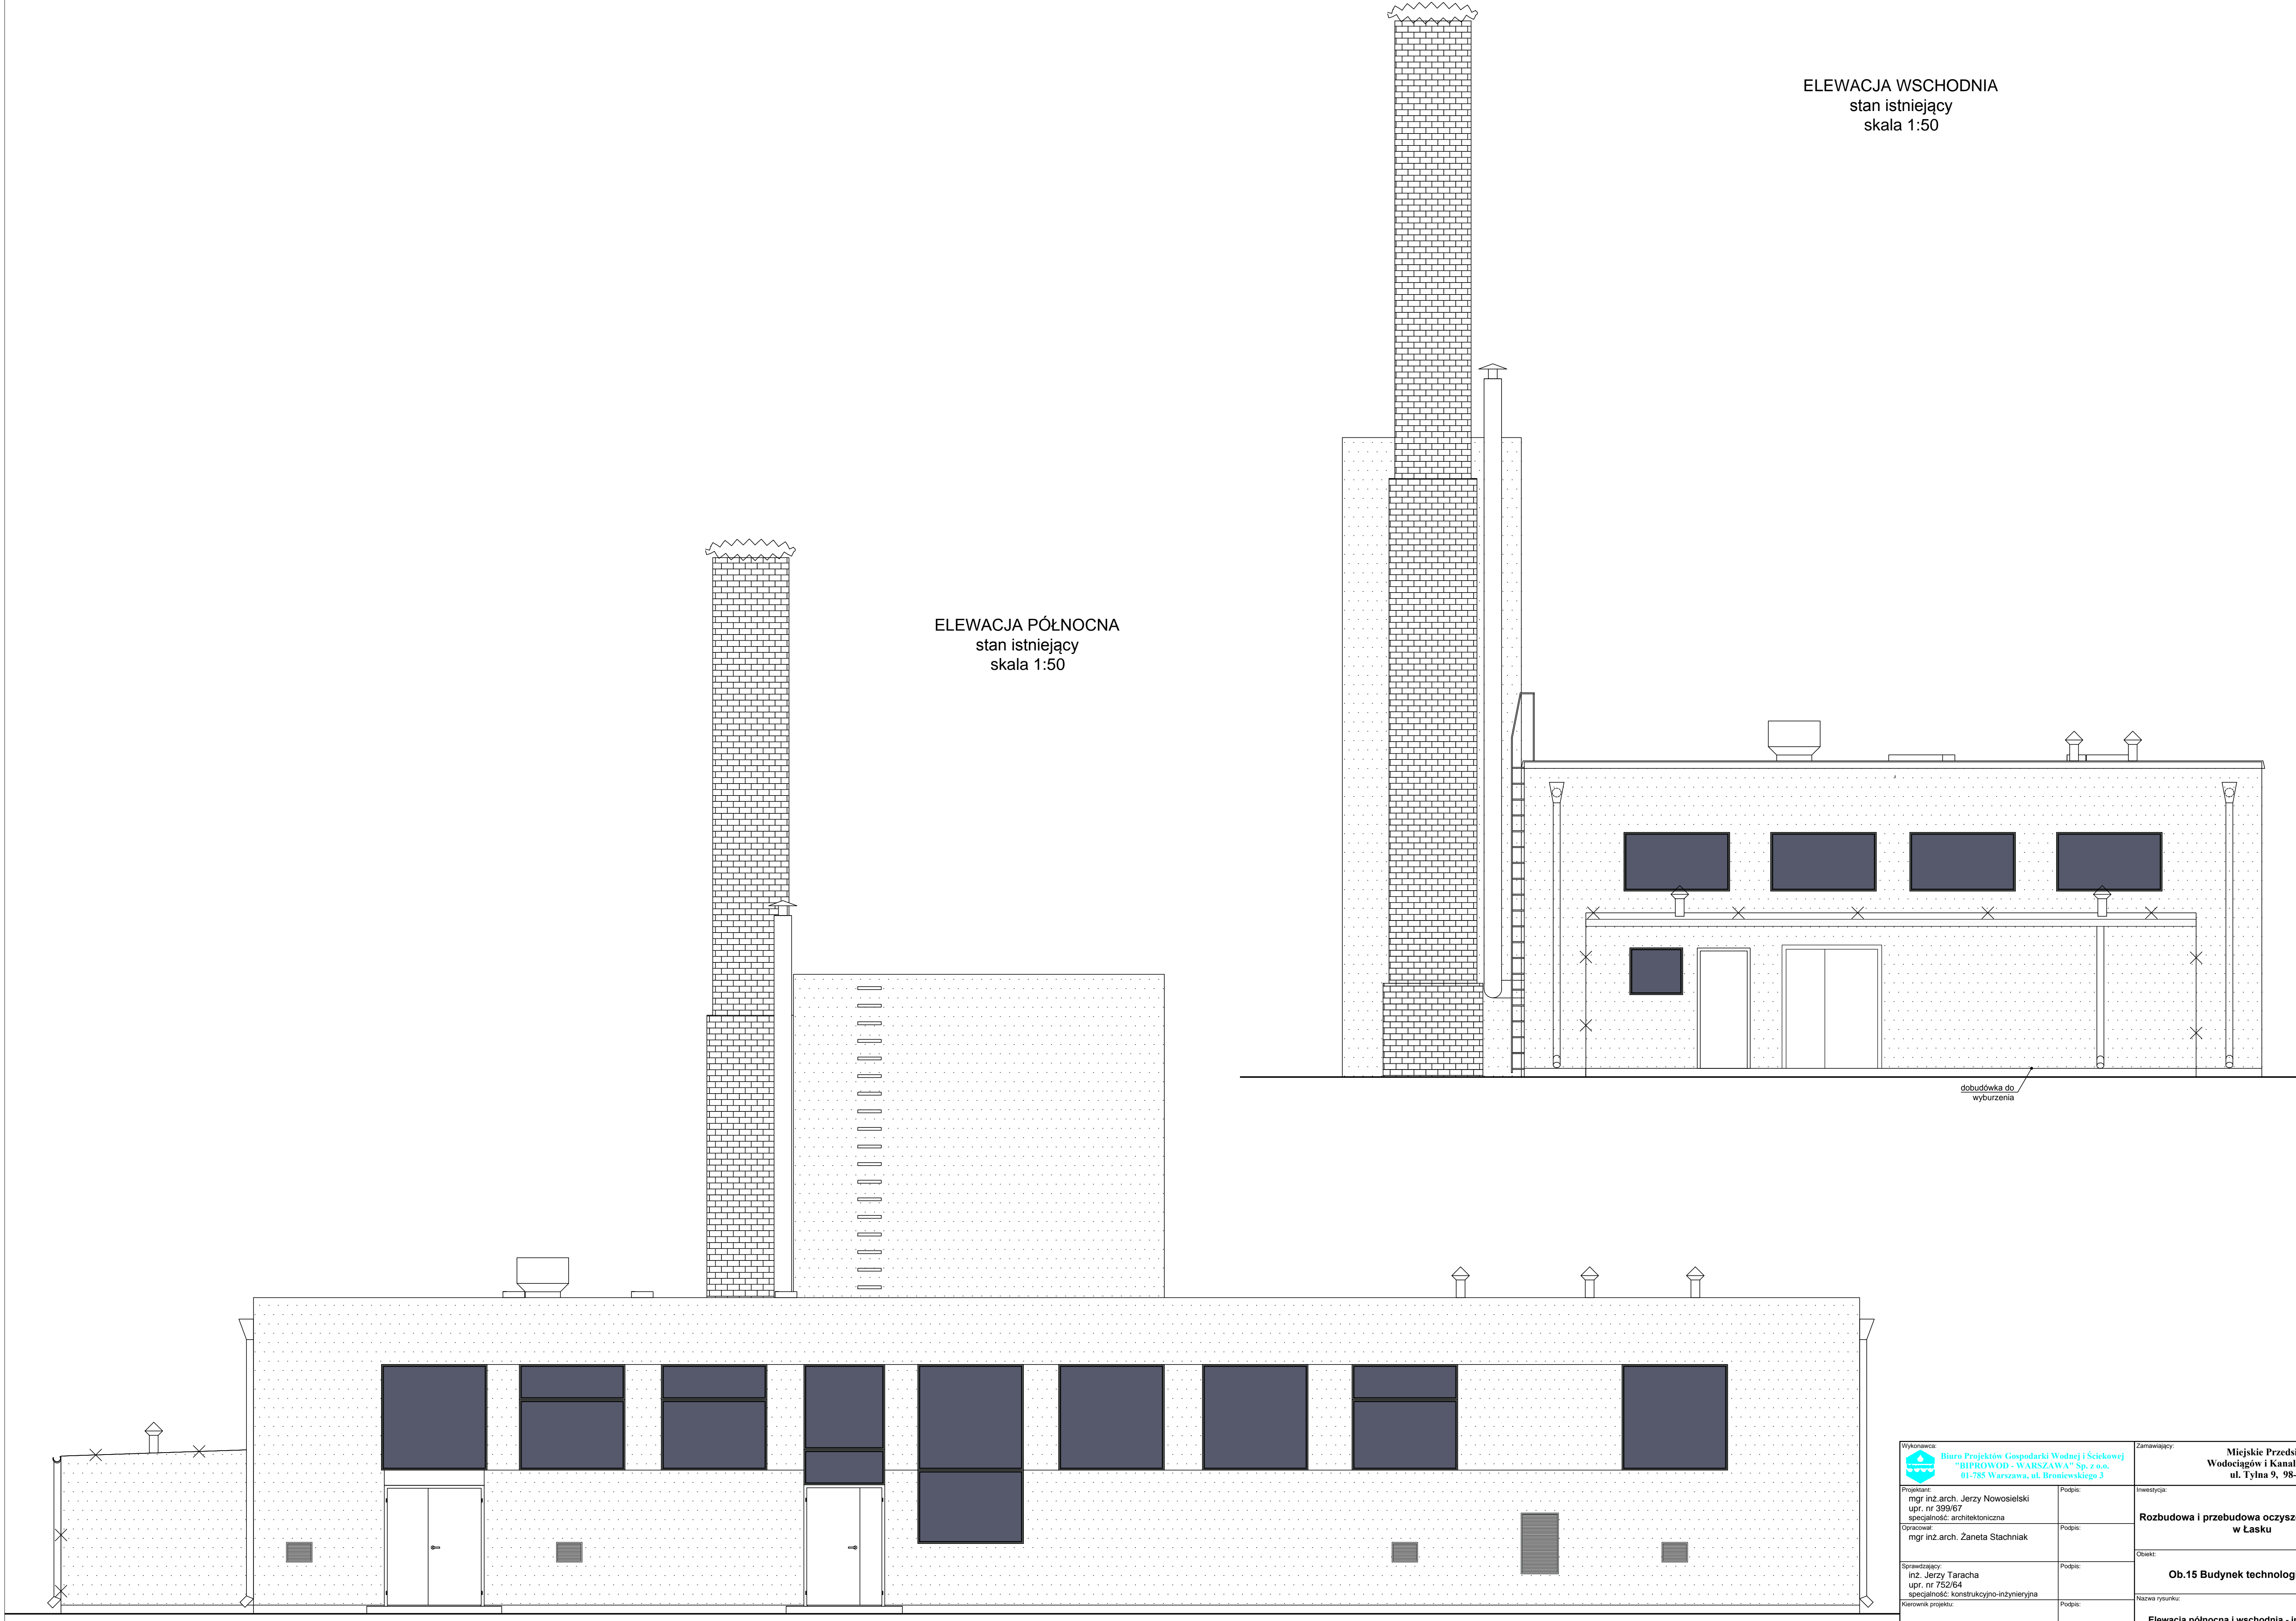 ELEWACJA WSCHODNIA
stan istniejący
skala 1:50
ELEWACJA PÓŁNOCNA
stan istniejący
skala 1:50
dobudówka do
wyburzenia
Wykonawca:
Biuro Projektów Gospodarki Wodnej i Ściekowej
"BIPROWOD - WARSZAWA" Sp. z o.o.
01-785 Warszawa, ul. Broniewskiego 3
Zamawiający:
Miejskie Przedsi
Wodociągów i Kanal
ul. Tylna 9, 98-
Projektant:
mgr inż.arch. Jerzy Nowosielski
upr. nr 399/67
specjalność: architektoniczna
Podpis:
Inwestycja:
Rozbudowa i przebudowa oczysz
w Łasku
Opracował:
mgr inż.arch. Żaneta Stachniak
Podpis:
Obiekt:
Ob.15 Budynek technolog
Sprawdzający:
inż. Jerzy Taracha
upr. nr 752/64
specjalność: konstrukcyjno-inżynieryjna
Podpis:
Kierownik projektu:
Podpis:
Nazwa rysunku:
Elewacja północna i wschodnia - i